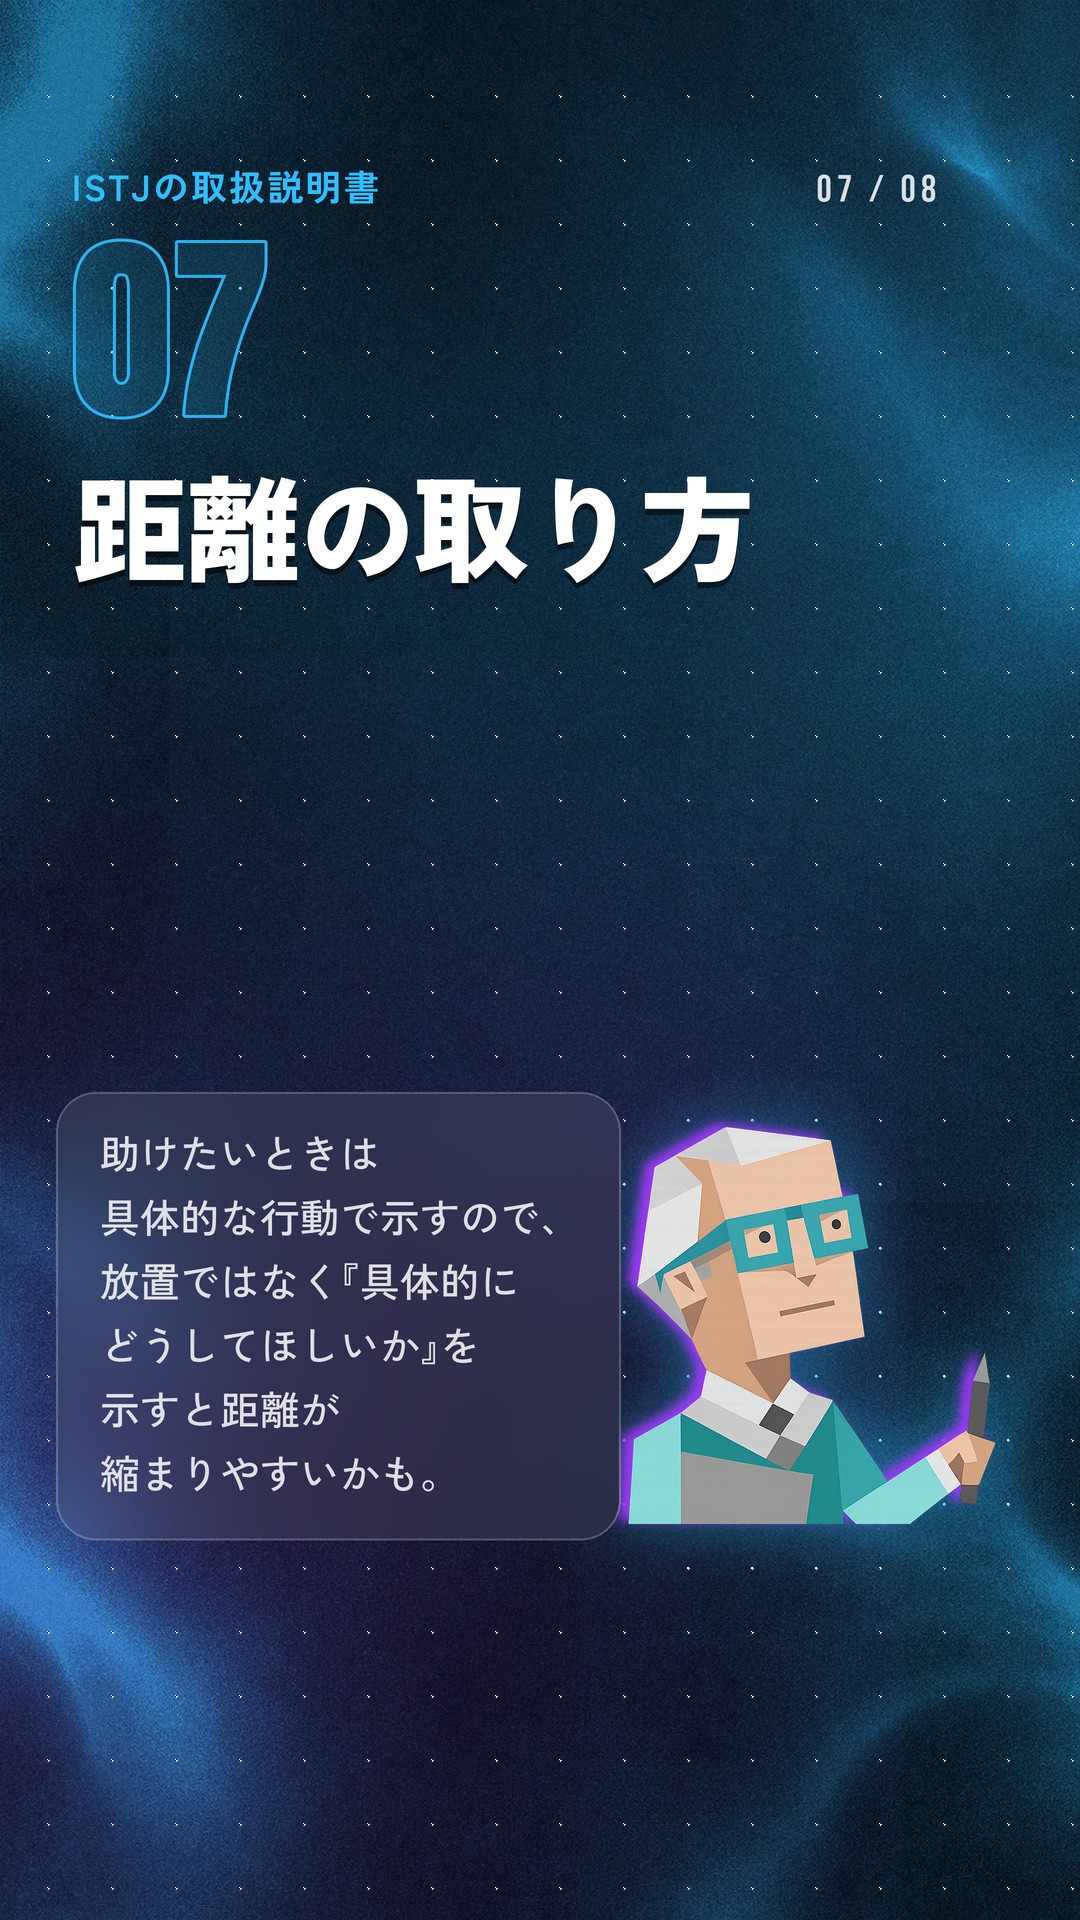 ISTJの取扱説明書
07 / 08
07
距離の取り方
助けたいときは
具体的な行動で示すので、
放置ではなく『具体的に
どうしてほしいか』を
示すと距離が
縮まりやすいかも。